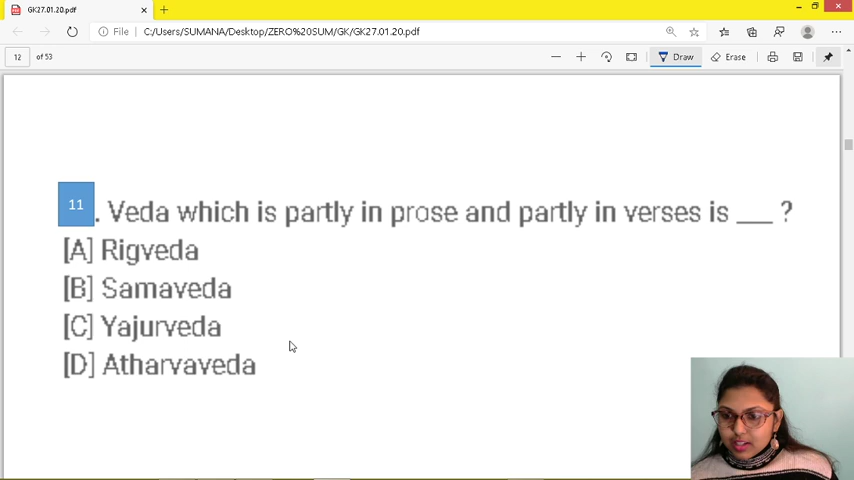 GK27.01.20.pdf
File C:/Users/SUMANA/Desktop/ZERO%20SUM/GK/GK27.01.20.pdf
12 of 53 Draw Erase
11 . Veda which is partly in prose and partly in verses is ___ ?
[A] Rigveda
[B] Samaveda
[C] Yajurveda
[D] Atharvaveda